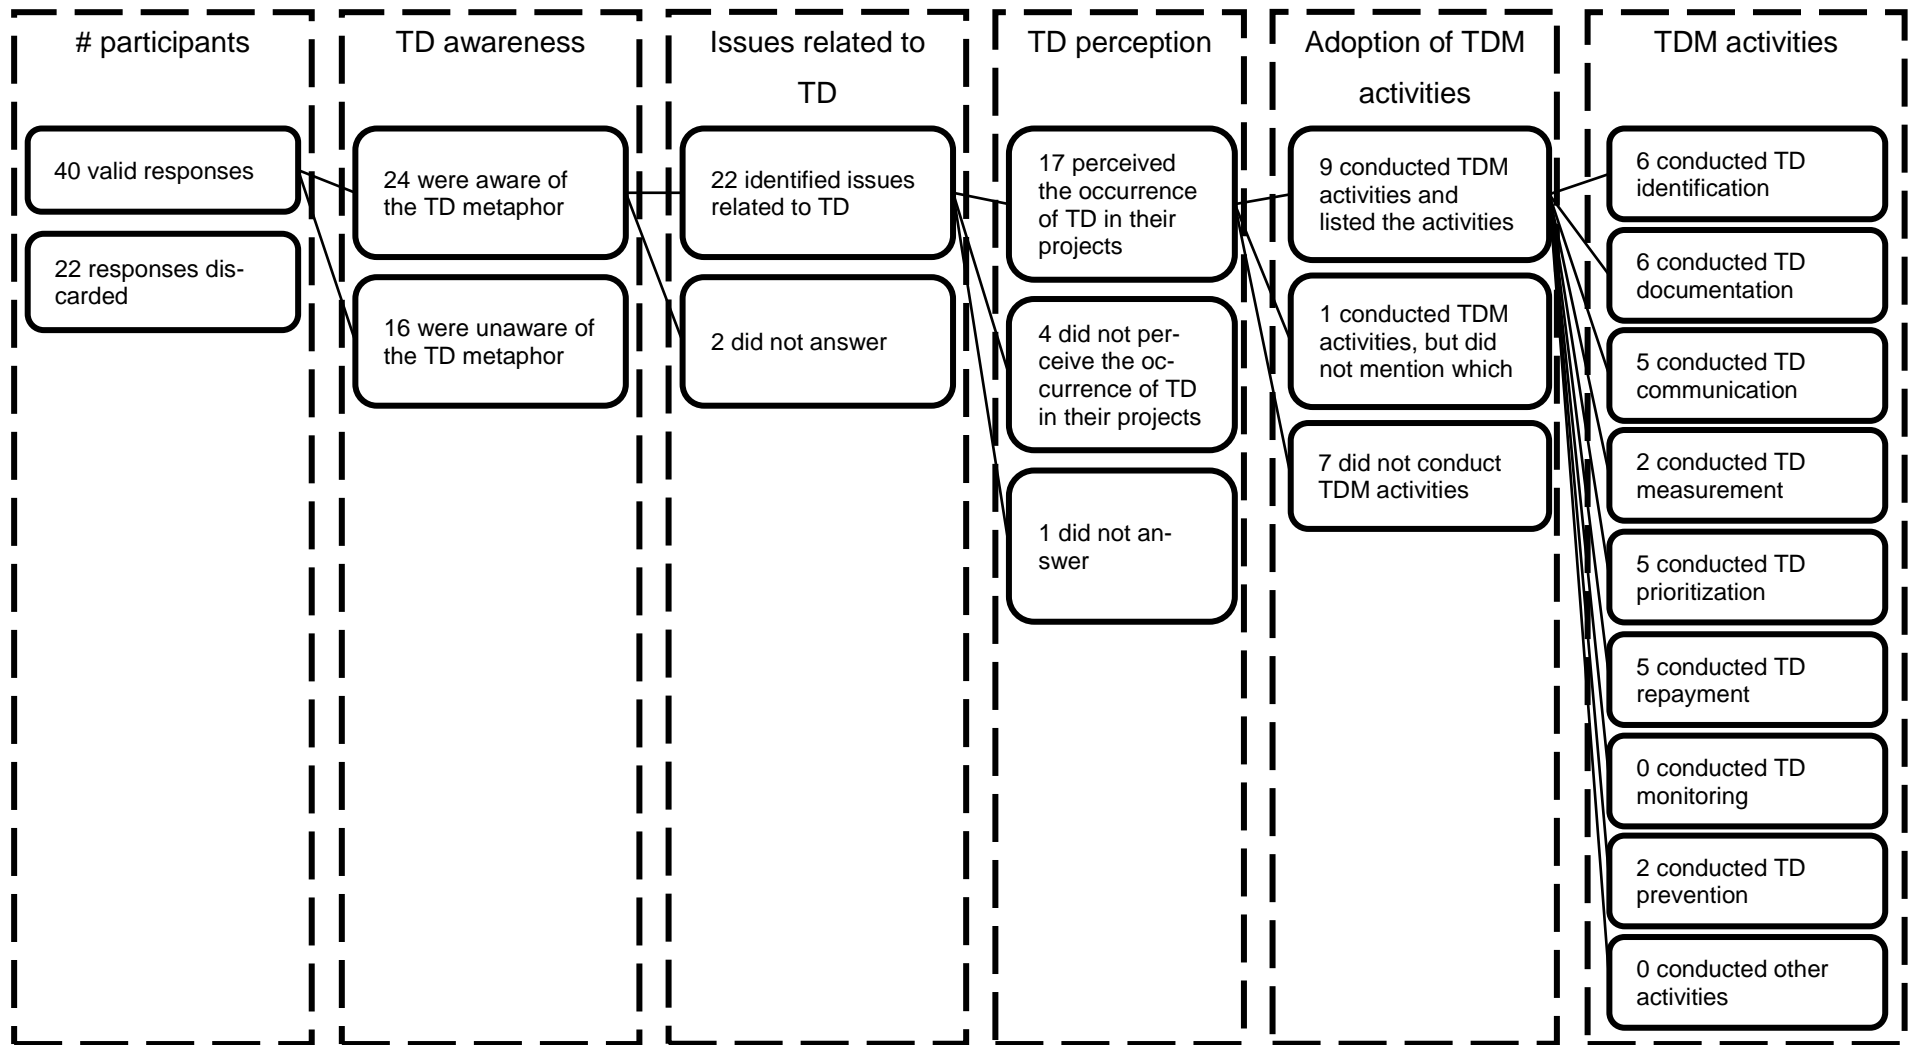 # participants
40 valid responses
22 responses dis-
carded
TD awareness
24 were aware of
the TD metaphor
16 were unaware of
the TD metaphor
Issues related to
TD
22 identified issues
related to TD
2 did not answer
TD perception
17 perceived
the occurrence
of TD in their
projects
4 did not per-
ceive the oc-
currence of TD
in their projects
1 did not an-
swer
Adoption of TDM
activities
9 conducted TDM
activities and
listed the activities
1 conducted TDM
activities, but did
not mention which
7 did not conduct
TDM activities
TDM activities
6 conducted TD
identification
6 conducted TD
documentation
5 conducted TD
communication
2 conducted TD
measurement
5 conducted TD
prioritization
5 conducted TD
repayment
0 conducted TD
monitoring
2 conducted TD
prevention
0 conducted other
activities